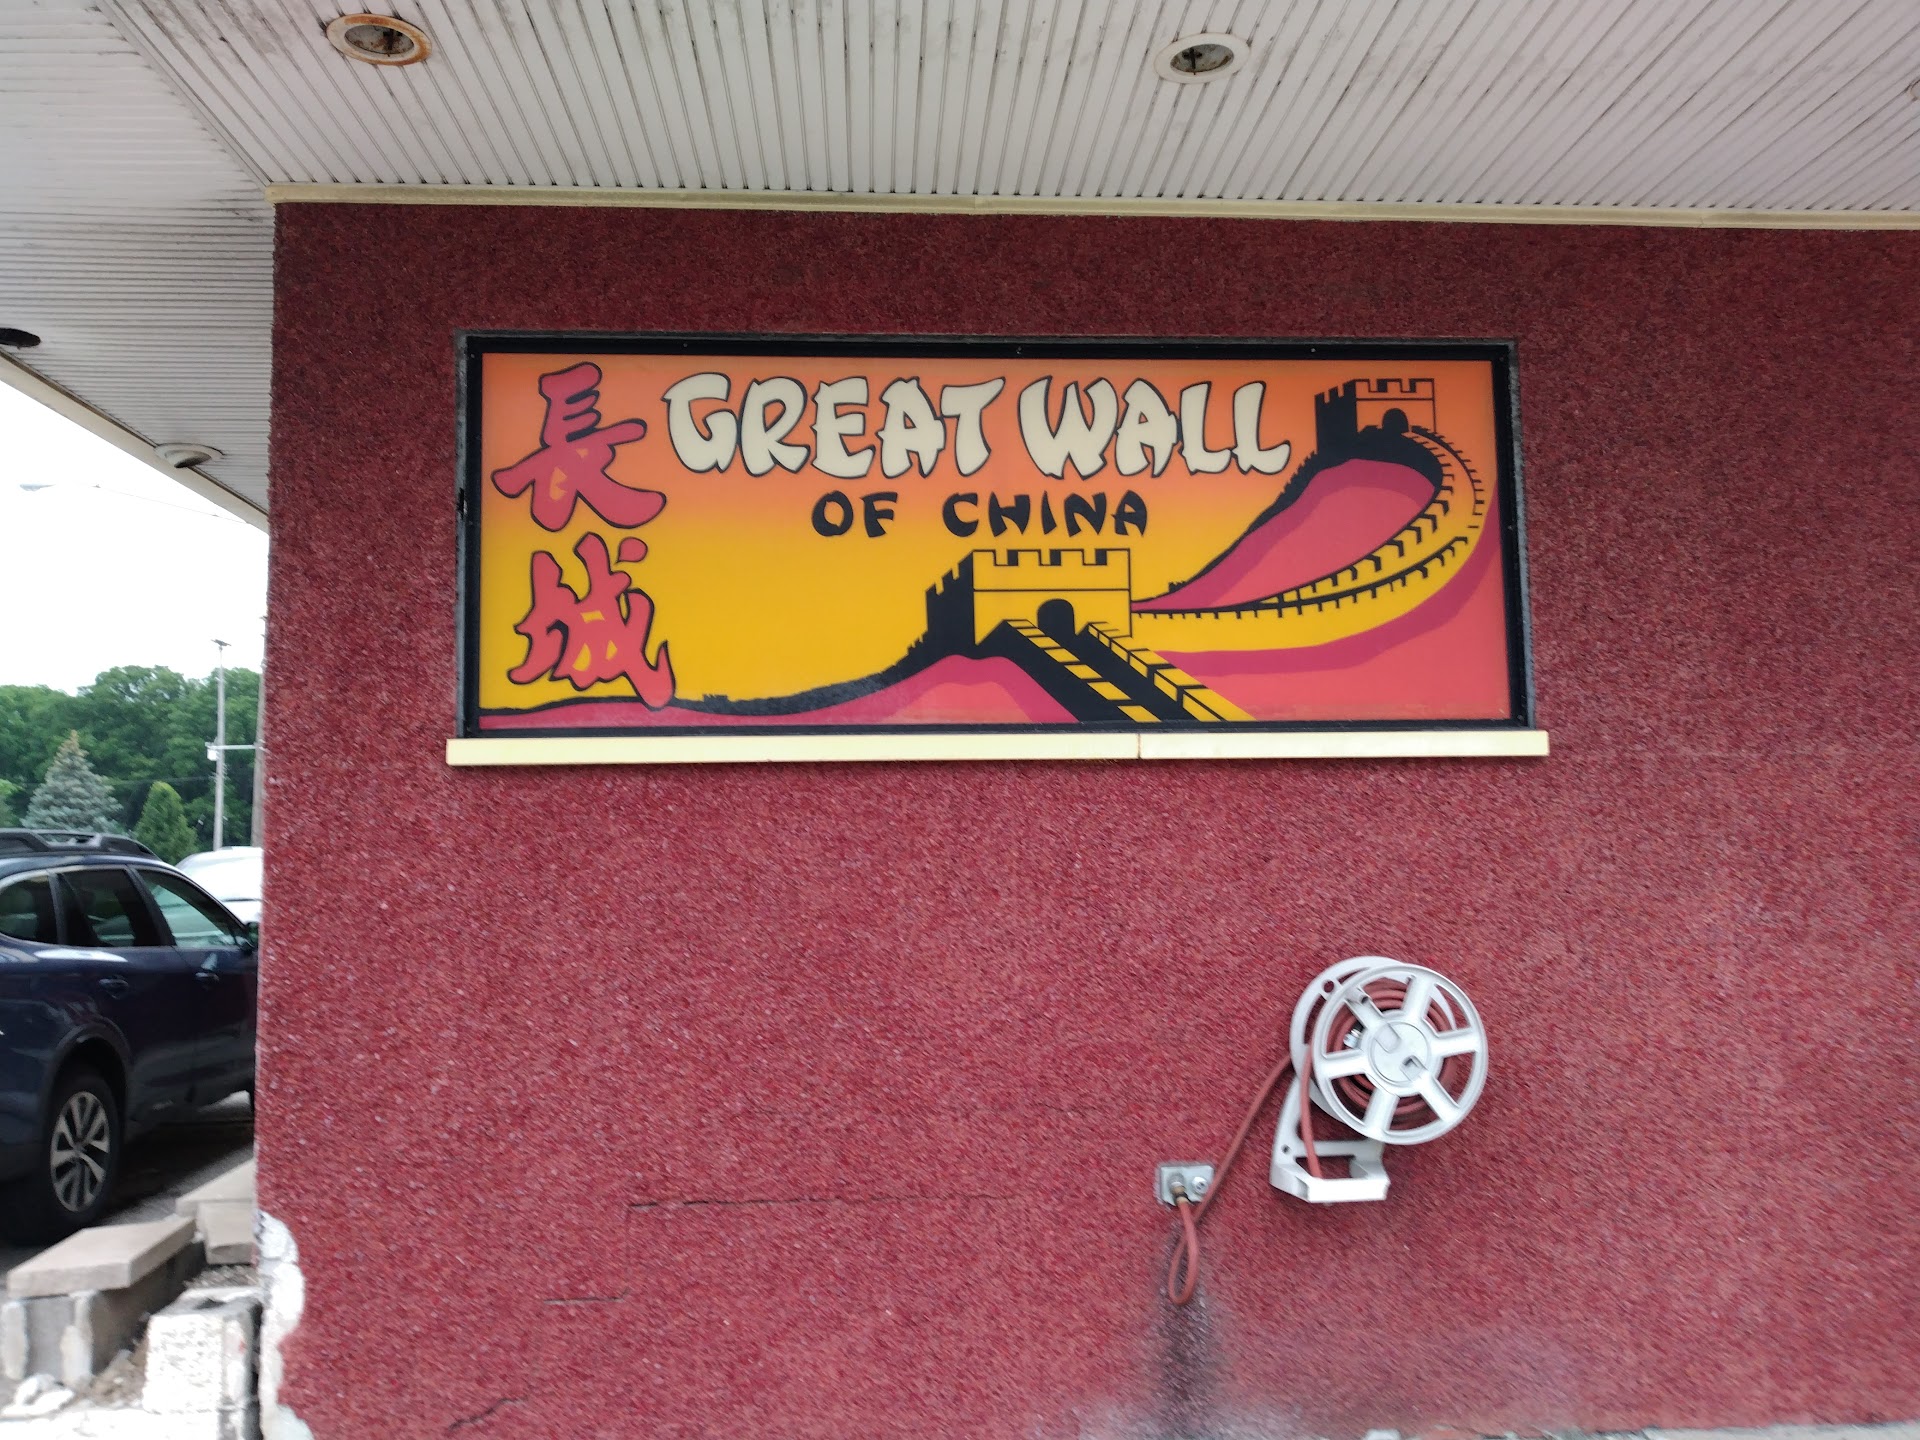 長城
GREAT WALL
OF CHINA